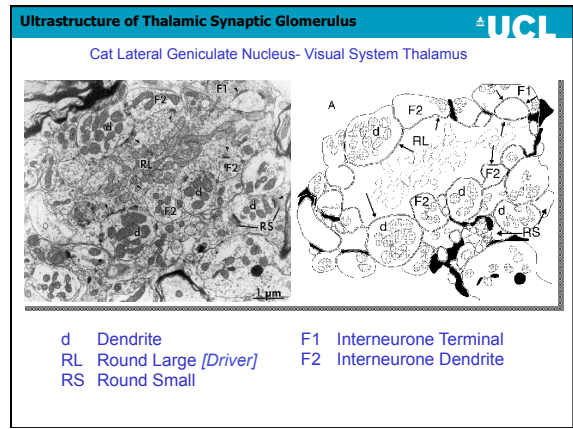 Ultrastructure of Thalamic Synaptic Glomerulus
UCL
Cat Lateral Geniculate Nucleus- Visual System Thalamus
F2
F1
d
RL
F2
d
F2
d
d
RS
1 µm
A
F1
F2
d
RL
F2
d
F2
d
d
RS
d Dendrite
RL Round Large [Driver]
RS Round Small
F1 Interneurone Terminal
F2 Interneurone Dendrite